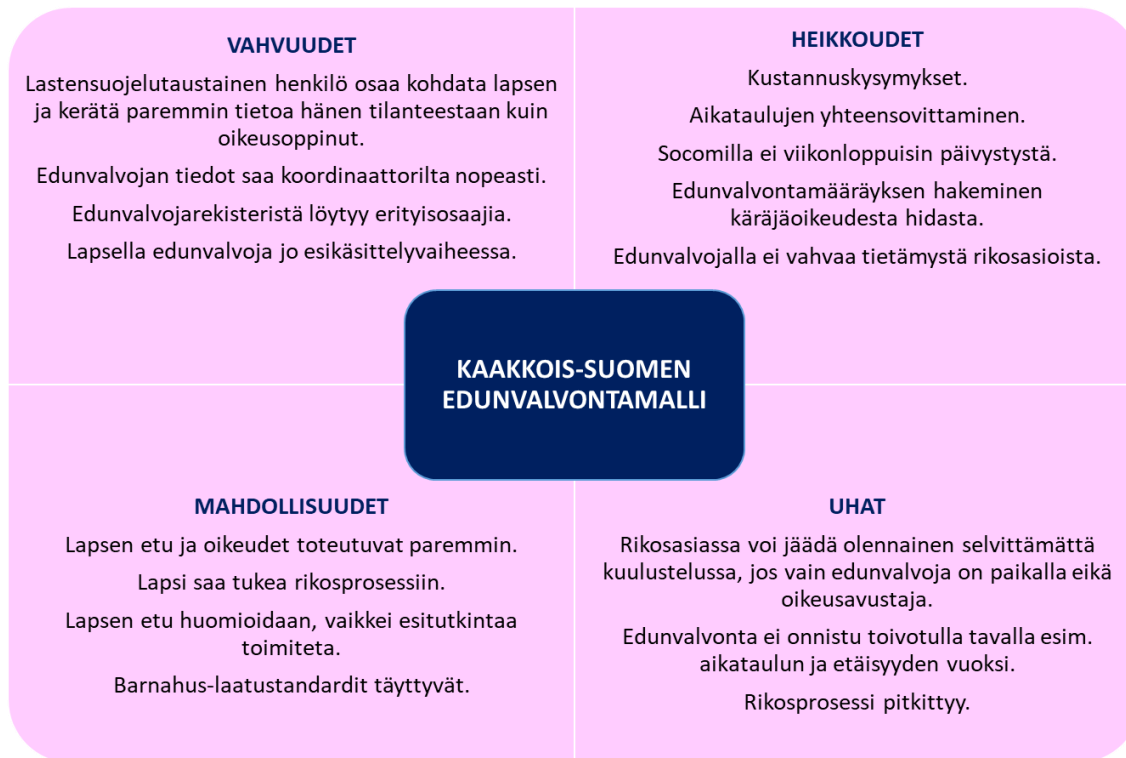 VAHVUUDET
Lastensuojelutaustainen henkilö osaa kohdata lapsen
ja kerätä paremmin tietoa hänen tilanteestaan kuin
oikeusoppinut.
Edunvalvojan tiedot saa koordinaattorilta nopeasti.
Edunvalvojarekisteristä löytyy erityisosaajia.
Lapsella edunvalvoja jo esikäsittelyvaiheessa.
HEIKKOUDET
Kustannuskysymykset.
Aikataulujen yhteensovittaminen.
Socomilla ei viikonloppuisin päivystystä.
Edunvalvontamääräyksen hakeminen
käräjäoikeudesta hidasta.
Edunvalvojalla ei vahvaa tietämystä rikosasioista.
KAAKKOIS-SUOMEN
EDUNVALVONTAMALLI
MAHDOLLISUUDET
Lapsen etu ja oikeudet toteutuvat paremmin.
Lapsi saa tukea rikosprosessiin.
Lapsen etu huomioidaan, vaikkei esitutkintaa
toimiteta.
Barnahus-laatustandardit täyttyvät.
UHAT
Rikosasiassa voi jäädä olennainen selvittämättä
kuulustelussa, jos vain edunvalvoja on paikalla eikä
oikeusavustaja.
Edunvalvonta ei onnistu toivotulla tavalla esim.
aikataulun ja etäisyyden vuoksi.
Rikosprosessi pitkittyy.